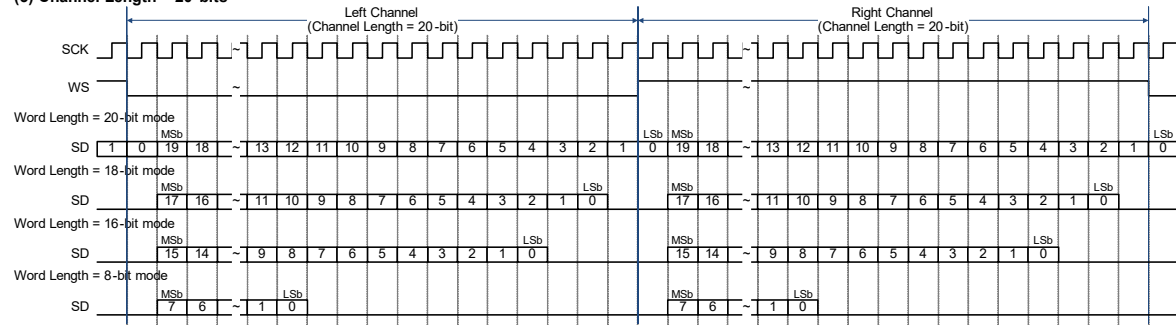 (c) Channel Length = 20-bits
Left Channel Right Channel
(Channel Length = 20-bit) (Channel Length = 20-bit)
SCK ~ ~
WS ~ ~
Word Length = 20-bit mode
MSb LSb MSb LSb
SD 1 0 19 18 ~ 13 12 11 10 9 8 7 6 5 4 3 2 1 0 19 18 ~ 13 12 11 10 9 8 7 6 5 4 3 2 1 0
Word Length = 18-bit mode
MSb LSb MSb LSb
SD 17 16 ~ 11 10 9 8 7 6 5 4 3 2 1 0 17 16 ~ 11 10 9 8 7 6 5 4 3 2 1 0
Word Length = 16-bit mode
MSb LSb MSb LSb
SD 15 14 ~ 9 8 7 6 5 4 3 2 1 0 15 14 ~ 9 8 7 6 5 4 3 2 1 0
Word Length = 8-bit mode
MSb LSb MSb LSb
SD 7 6 ~ 1 0 7 6 ~ 1 0